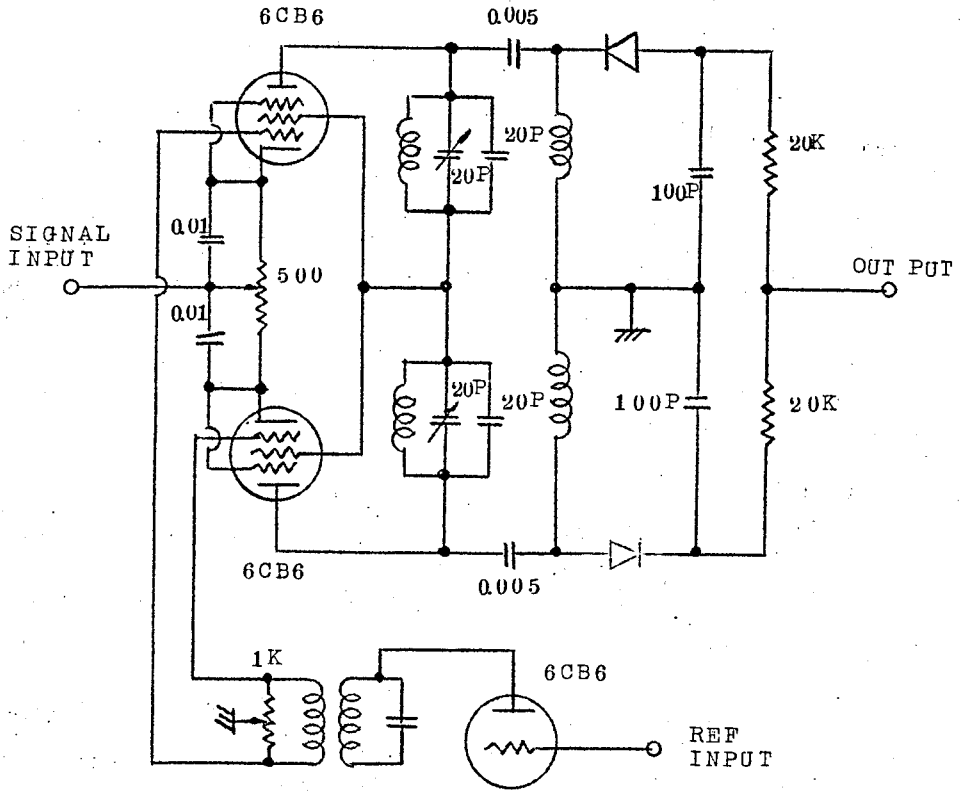 6CB6
0.005
20P
20P
20K
100P
0.01
SIGNAL
INPUT
500
OUT PUT
0.01
20P
20P
100P
20K
6CB6
0.005
1K
6CB6
REF
INPUT